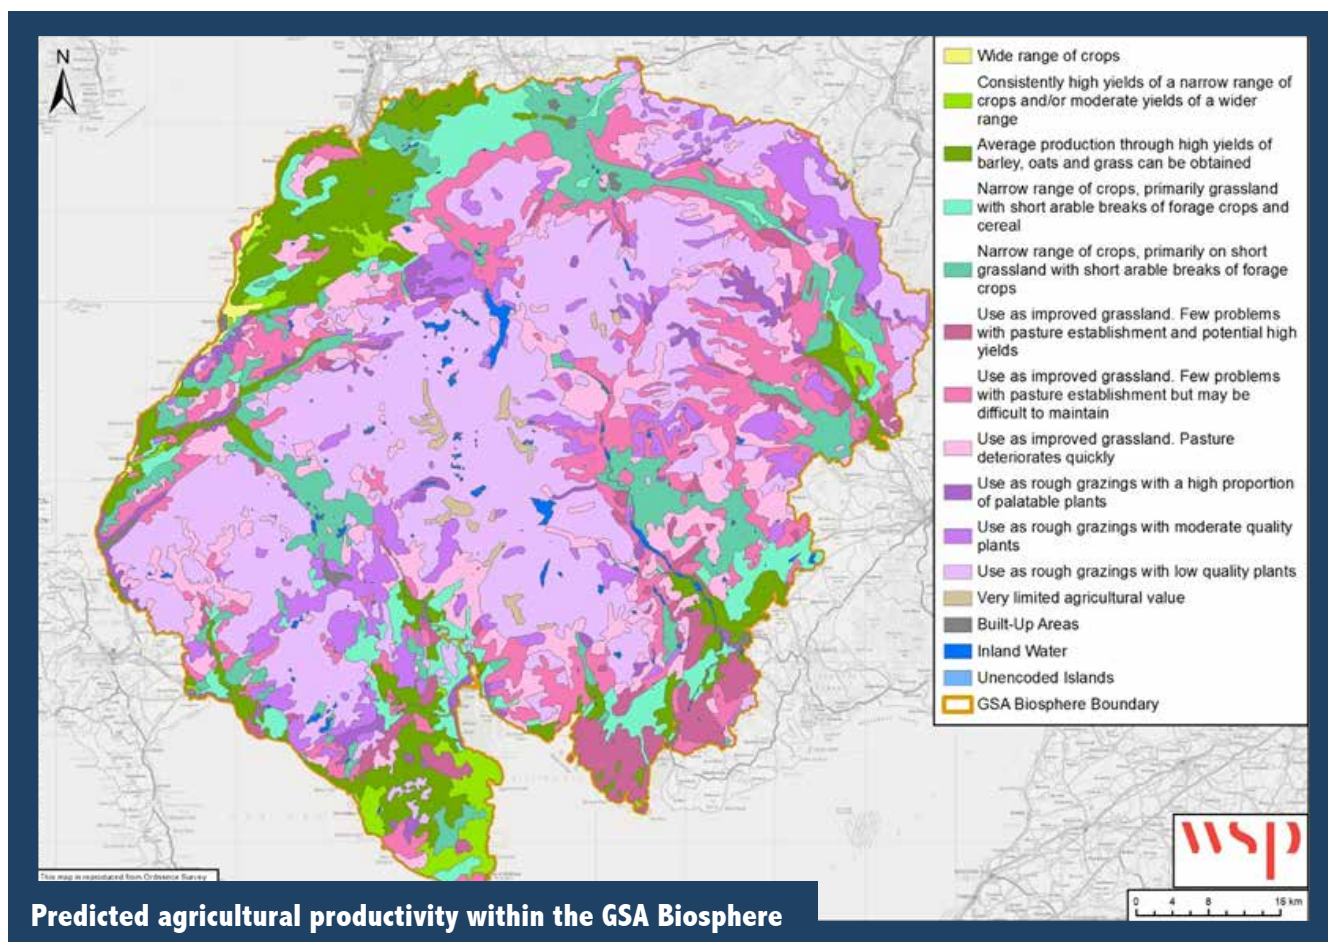 N
Wide range of crops
Consistently high yields of a narrow range of
crops and/or moderate yields of a wider
range
Average production through high yields of
barley, oats and grass can be obtained
Narrow range of crops, primarily grassland
with short arable breaks of forage crops and
cereal
Narrow range of crops, primarily on short
grassland with short arable breaks of forage
crops
Use as improved grassland. Few problems
with pasture establishment and potential high
yields
Use as improved grassland. Few problems
with pasture establishment but may be
difficult to maintain
Use as improved grassland. Pasture
deteriorates quickly
Use as rough grazings with a high proportion
of palatable plants
Use as rough grazings with moderate quality
plants
Use as rough grazings with low quality plants
Very limited agricultural value
Built-Up Areas
Inland Water
Unencoded Islands
GSA Biosphere Boundary
wsp
0 4 8 16 km
This map is reproduced from Ordnance Survey
Predicted agricultural productivity within the GSA Biosphere